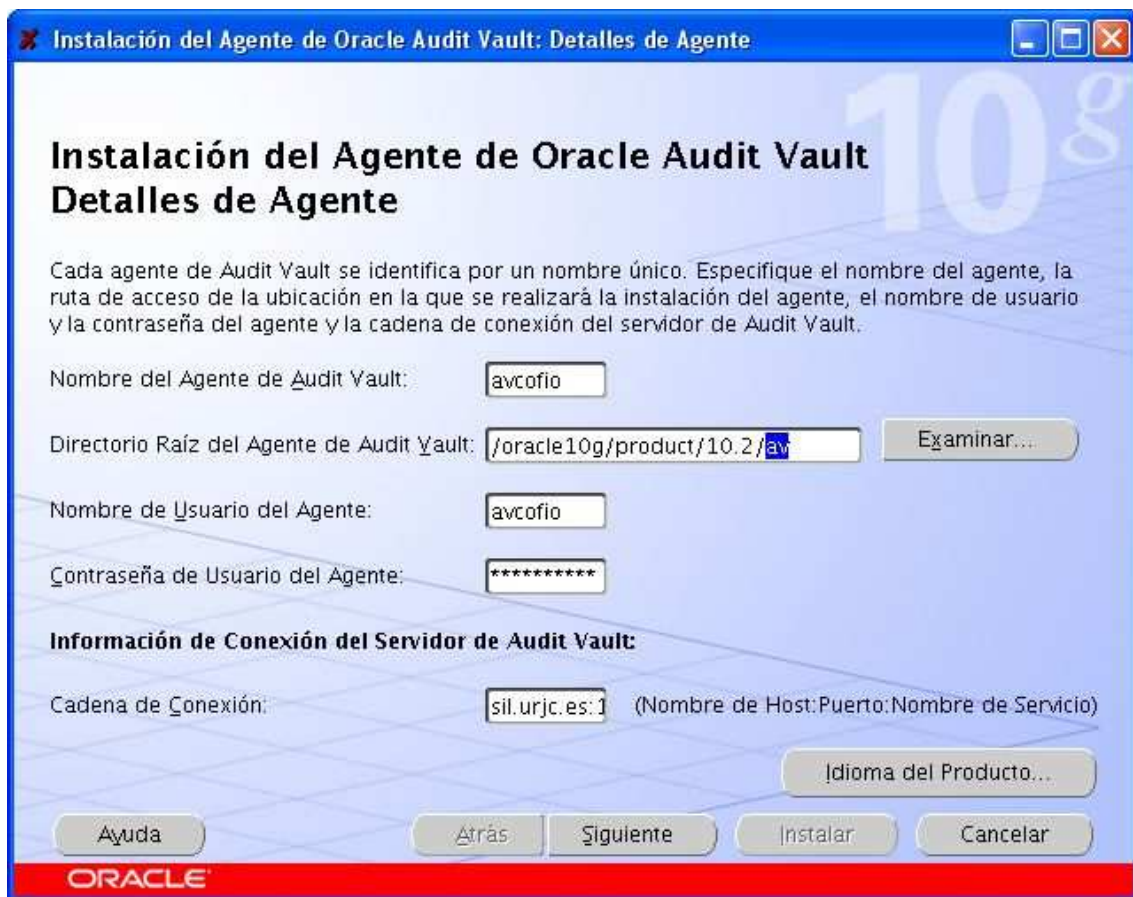 Instalación del Agente de Oracle Audit Vault: Detalles de Agente
10g
Instalación del Agente de Oracle Audit Vault
Detalles de Agente
Cada agente de Audit Vault se identifica por un nombre único. Especifique el nombre del agente, la
ruta de acceso de la ubicación en la que se realizará la instalación del agente, el nombre de usuario
y la contraseña del agente y la cadena de conexión del servidor de Audit Vault.
Nombre del Agente de Audit Vault: avcofio
Directorio Raíz del Agente de Audit Vault: /oracle10g/product/10.2/av Examinar...
Nombre de Usuario del Agente: avcofio
Contraseña de Usuario del Agente: **********
Información de Conexión del Servidor de Audit Vault:
Cadena de Conexión: sil.urjc.es:1 (Nombre de Host:Puerto:Nombre de Servicio)
Idioma del Producto...
Ayuda Atrás Siguiente Instalar Cancelar
ORACLE